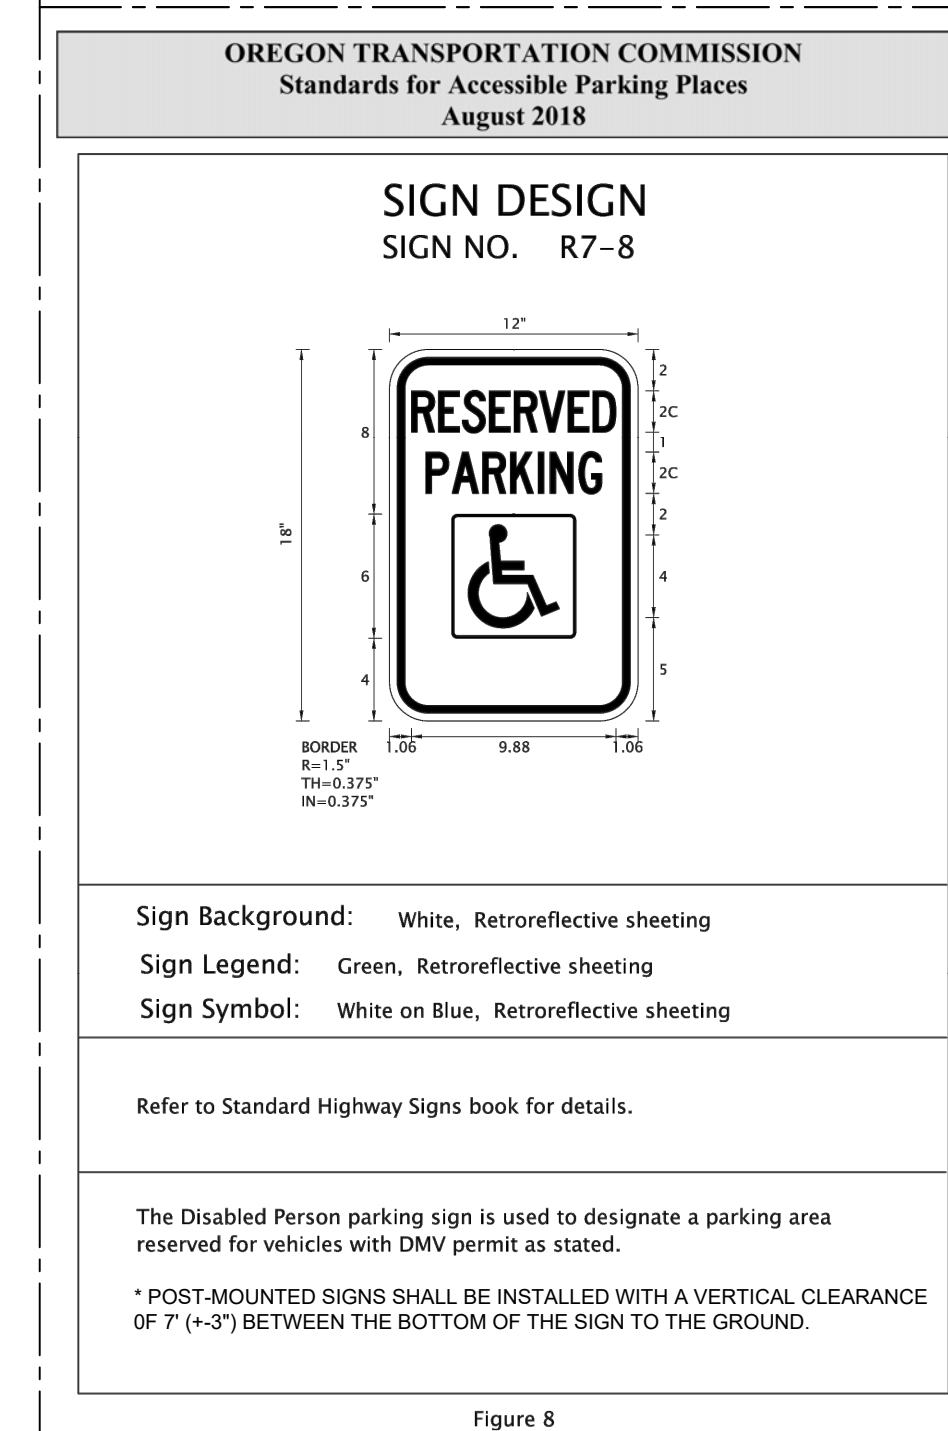 OREGON TRANSPORTATION COMMISSION
Standards for Accessible Parking Places
August 2018
SIGN DESIGN
SIGN NO. R7-8
12"
18"
8
6
4
RESERVED
PARKING
2
2C
1
2C
2
4
5
1.06 9.88 1.06
BORDER
R=1.5"
TH=0.375"
IN=0.375"
Sign Background: White, Retroreflective sheeting
Sign Legend: Green, Retroreflective sheeting
Sign Symbol: White on Blue, Retroreflective sheeting
Refer to Standard Highway Signs book for details.
The Disabled Person parking sign is used to designate a parking area
reserved for vehicles with DMV permit as stated.
* POST-MOUNTED SIGNS SHALL BE INSTALLED WITH A VERTICAL CLEARANCE
0F 7' (+-3") BETWEEN THE BOTTOM OF THE SIGN TO THE GROUND.
Figure 8